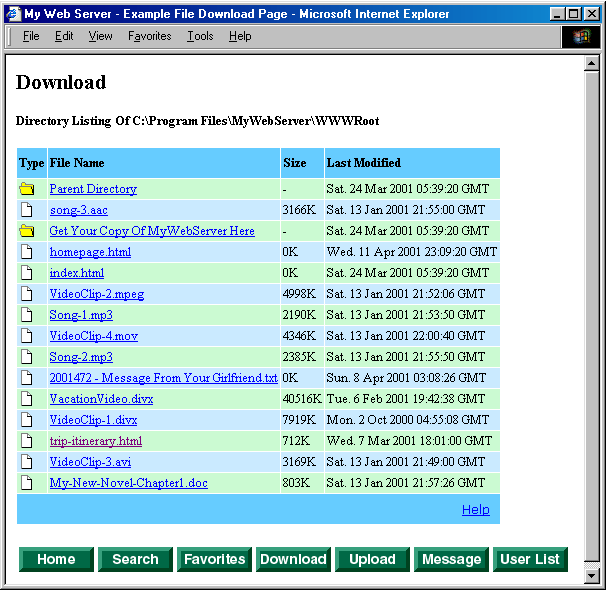 My Web Server - Example File Download Page - Microsoft Internet Explorer
File Edit View Favorites Tools Help
Download
Directory Listing Of C:\Program Files\MyWebServer\WWWRoot
Type File Name Size Last Modified
Parent Directory - Sat. 24 Mar 2001 05:39:20 GMT
song-3.aac 3166K Sat. 13 Jan 2001 21:55:00 GMT
Get Your Copy Of MyWebServer Here - Sat. 24 Mar 2001 05:39:20 GMT
homepage.html 0K Wed. 11 Apr 2001 23:09:20 GMT
index.html 0K Sat. 24 Mar 2001 05:39:20 GMT
VideoClip-2.mpeg 4998K Sat. 13 Jan 2001 21:52:06 GMT
Song-1.mp3 2190K Sat. 13 Jan 2001 21:53:50 GMT
VideoClip-4.mov 4346K Sat. 13 Jan 2001 22:00:40 GMT
Song-2.mp3 2385K Sat. 13 Jan 2001 21:55:50 GMT
2001472 - Message From Your Girlfriend.txt 0K Sun. 8 Apr 2001 03:08:26 GMT
VacationVideo.divx 40516K Tue. 6 Feb 2001 19:42:38 GMT
VideoClip-1.divx 7919K Mon. 2 Oct 2000 04:55:08 GMT
trip-itinerary.html 712K Wed. 7 Mar 2001 18:01:00 GMT
VideoClip-3.avi 3169K Sat. 13 Jan 2001 21:49:00 GMT
My-New-Novel-Chapter1.doc 803K Sat. 13 Jan 2001 21:57:26 GMT
Help
Home Search Favorites Download Upload Message User List